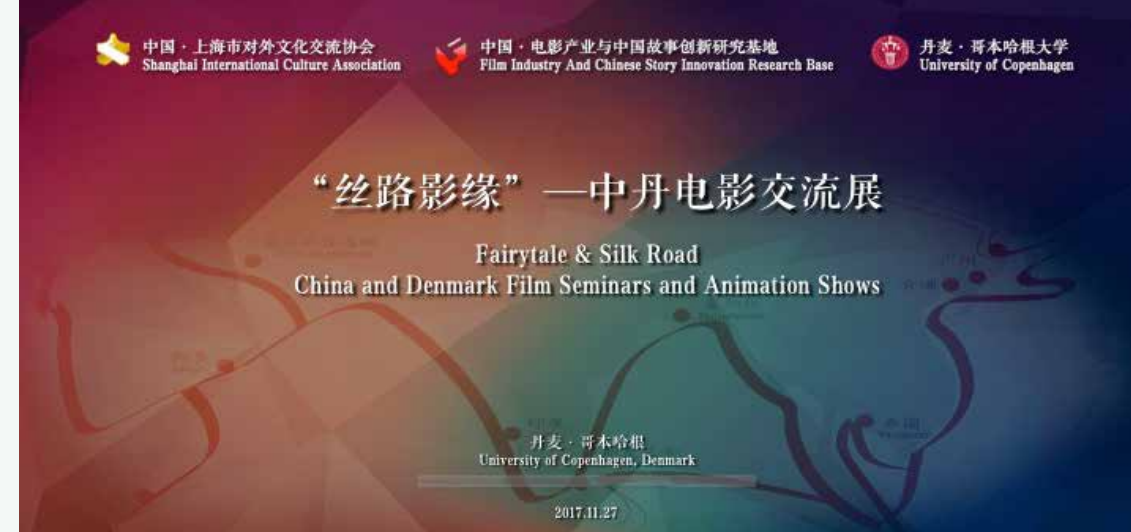 中国·上海市对外文化交流协会
Shanghai International Culture Association
中国·电影产业与中国故事创新研究基地
Film Industry And Chinese Story Innovation Research Base
丹麦·哥本哈根大学
University of Copenhagen
“丝路影缘”—中丹电影交流展
Fairytale & Silk Road
China and Denmark Film Seminars and Animation Shows
丹麦·哥本哈根
University of Copenhagen, Denmark
2017.11.27